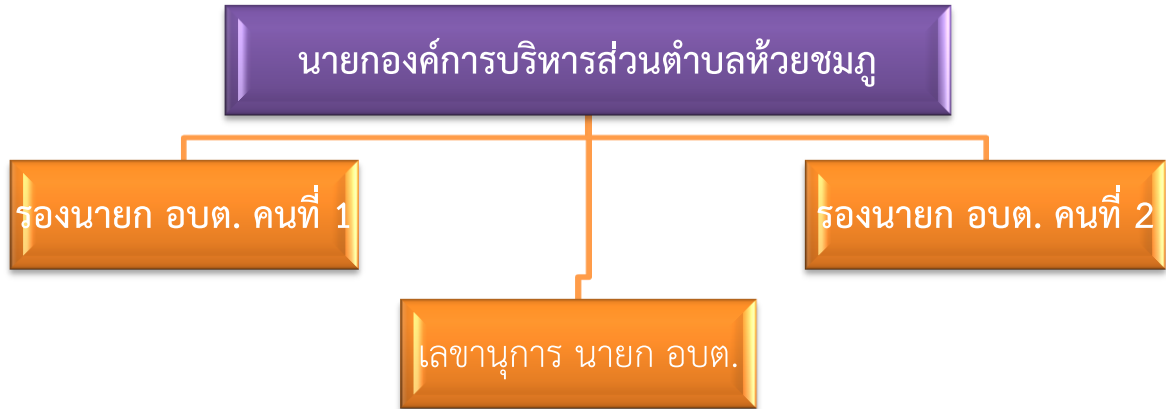 นายกองค์การบริหารส่วนตำบลห้วยชมภู
รองนายก อบต. คนที่ 1
รองนายก อบต. คนที่ 2
เลขานุการ นายก อบต.